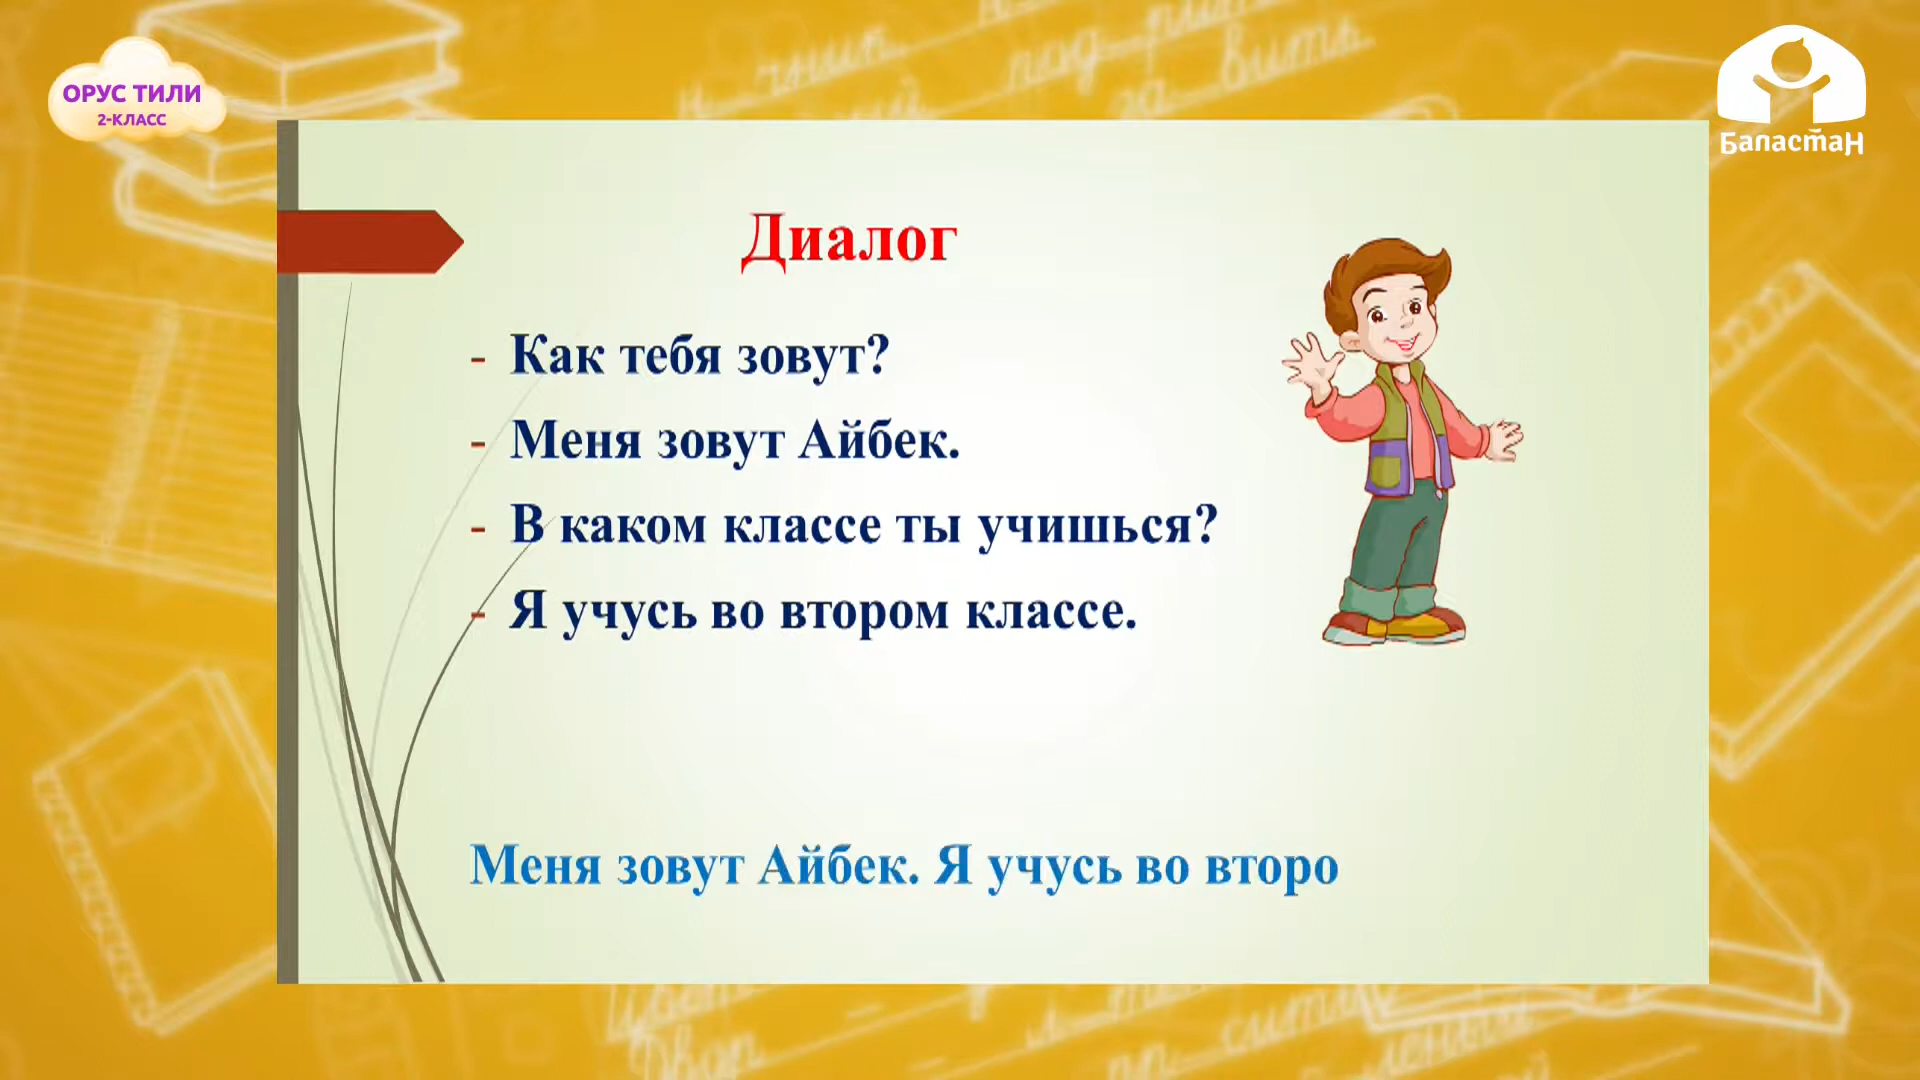 ОРУС ТИЛИ
2-КЛАСС
Баластан
Диалог
- Как тебя зовут?
- Меня зовут Айбек.
- В каком классе ты учишься?
- Я учусь во втором классе.
Меня зовут Айбек. Я учусь во второ